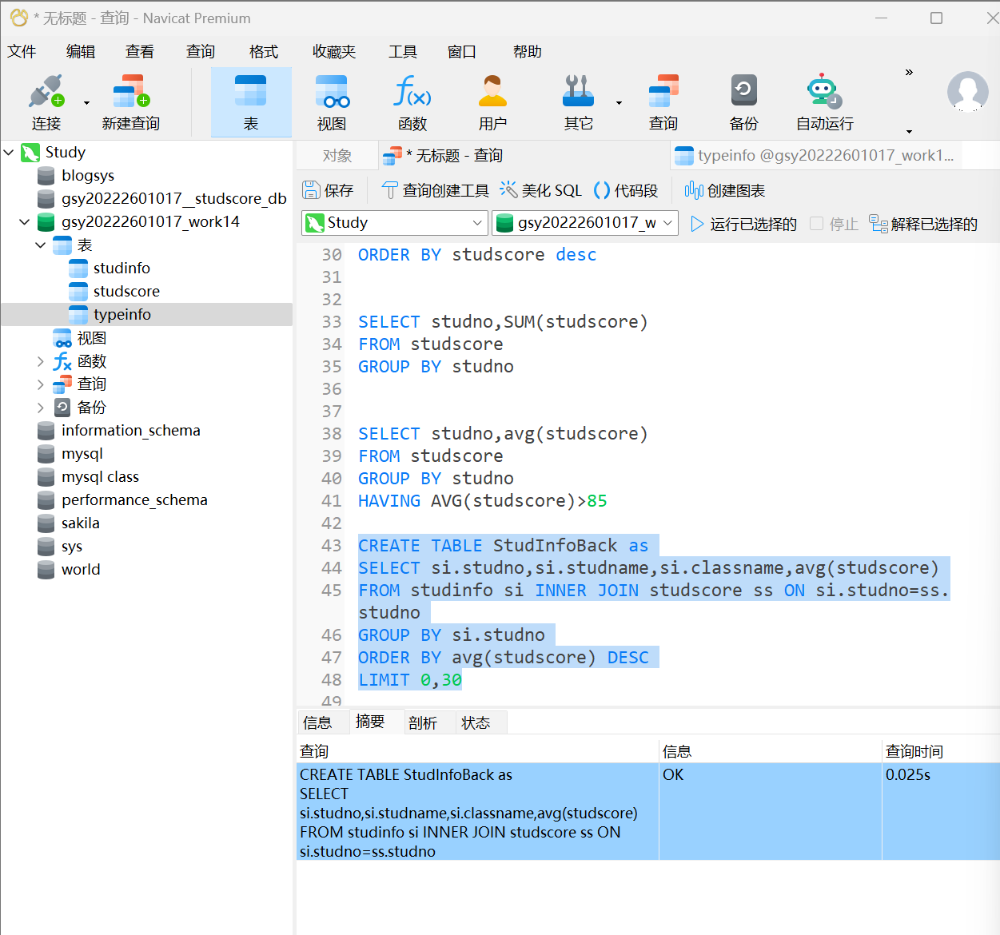 * 无标题 - 查询 - Navicat Premium
文件 编辑 查看 查询 格式 收藏夹 工具 窗口 帮助
连接 新建查询 表 视图 函数 用户 其它 查询 备份 自动运行
Study
blogsys
gsy20222601017__studscore_db
gsy20222601017_work14
表
studinfo
studscore
typeinfo
视图
函数
查询
备份
information_schema
mysql
mysql class
performance_schema
sakila
sys
world
对象 * 无标题 - 查询 typeinfo @gsy20222601017_work1...
保存 查询创建工具 美化 SQL 代码段 创建图表
Study gsy20222601017_w 运行已选择的 停止 解释已选择的
30 ORDER BY studscore desc
31
32
33 SELECT studno,SUM(studscore)
34 FROM studscore
35 GROUP BY studno
36
37
38 SELECT studno,avg(studscore)
39 FROM studscore
40 GROUP BY studno
41 HAVING AVG(studscore)>85
42
43 CREATE TABLE StudInfoBack as
44 SELECT si.studno,si.studname,si.classname,avg(studscore)
45 FROM studinfo si INNER JOIN studscore ss ON si.studno=ss.
studno
46 GROUP BY si.studno
47 ORDER BY avg(studscore) DESC
48 LIMIT 0,30
49
信息 摘要 剖析 状态
查询 信息 查询时间
CREATE TABLE StudInfoBack as OK 0.025s
SELECT
si.studno,si.studname,si.classname,avg(studscore)
FROM studinfo si INNER JOIN studscore ss ON
si.studno=ss.studno